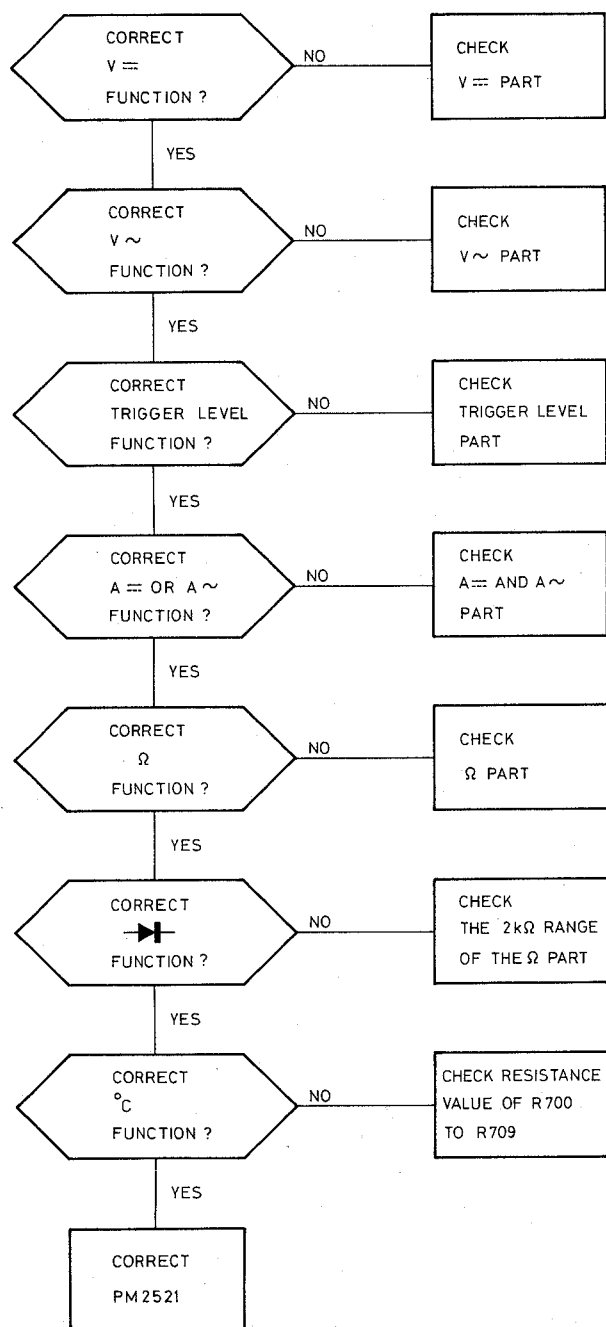 CORRECT
V ⎓
FUNCTION ?
NO
CHECK
V ⎓ PART
YES
CORRECT
V ~
FUNCTION ?
NO
CHECK
V ~ PART
YES
CORRECT
TRIGGER LEVEL
FUNCTION ?
NO
CHECK
TRIGGER LEVEL
PART
YES
CORRECT
A ⎓ OR A ~
FUNCTION ?
NO
CHECK
A ⎓ AND A ~
PART
YES
CORRECT
Ω
FUNCTION ?
NO
CHECK
Ω PART
YES
CORRECT
FUNCTION ?
NO
CHECK
THE 2kΩ RANGE
OF THE Ω PART
YES
CORRECT
°C
FUNCTION ?
NO
CHECK RESISTANCE
VALUE OF R700
TO R709
YES
CORRECT
PM2521